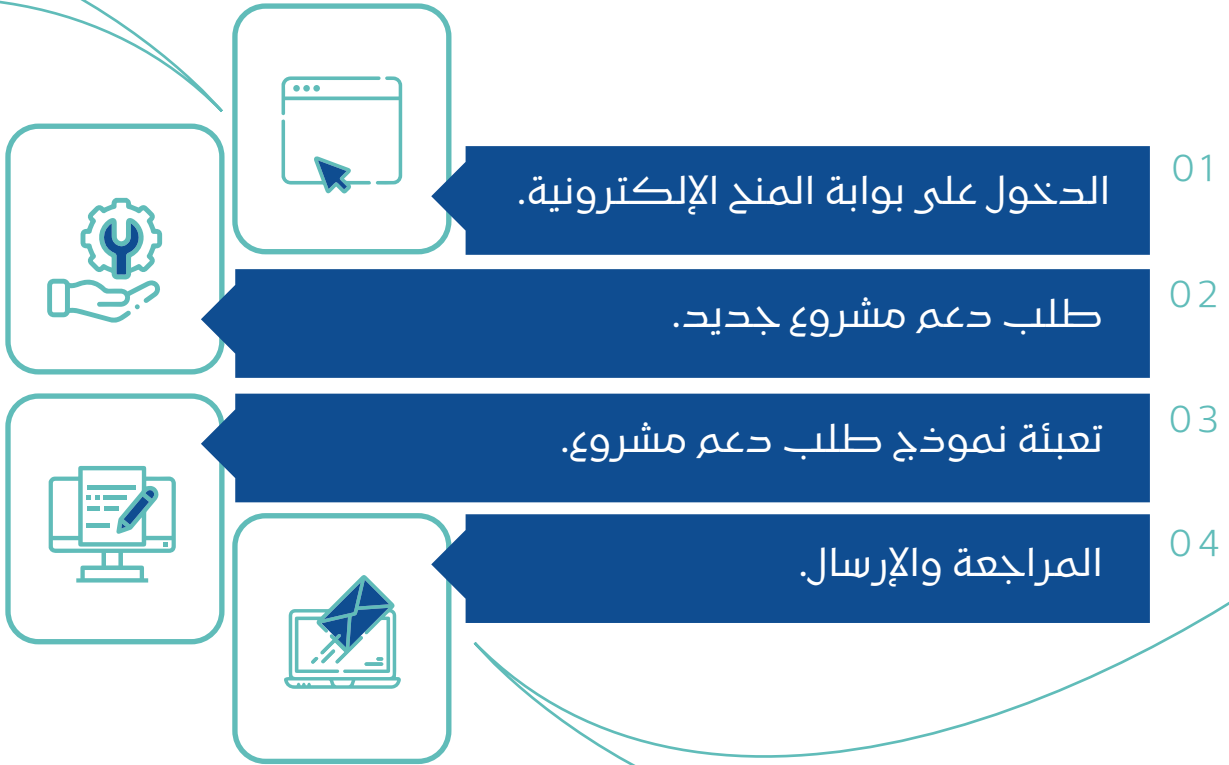 01
الدخول على بوابة المنح الإلكترونية.
02
طلب دعم مشروع جديد.
03
تعبئة نموذج طلب دعم مشروع.
04
المراجعة والإرسال.